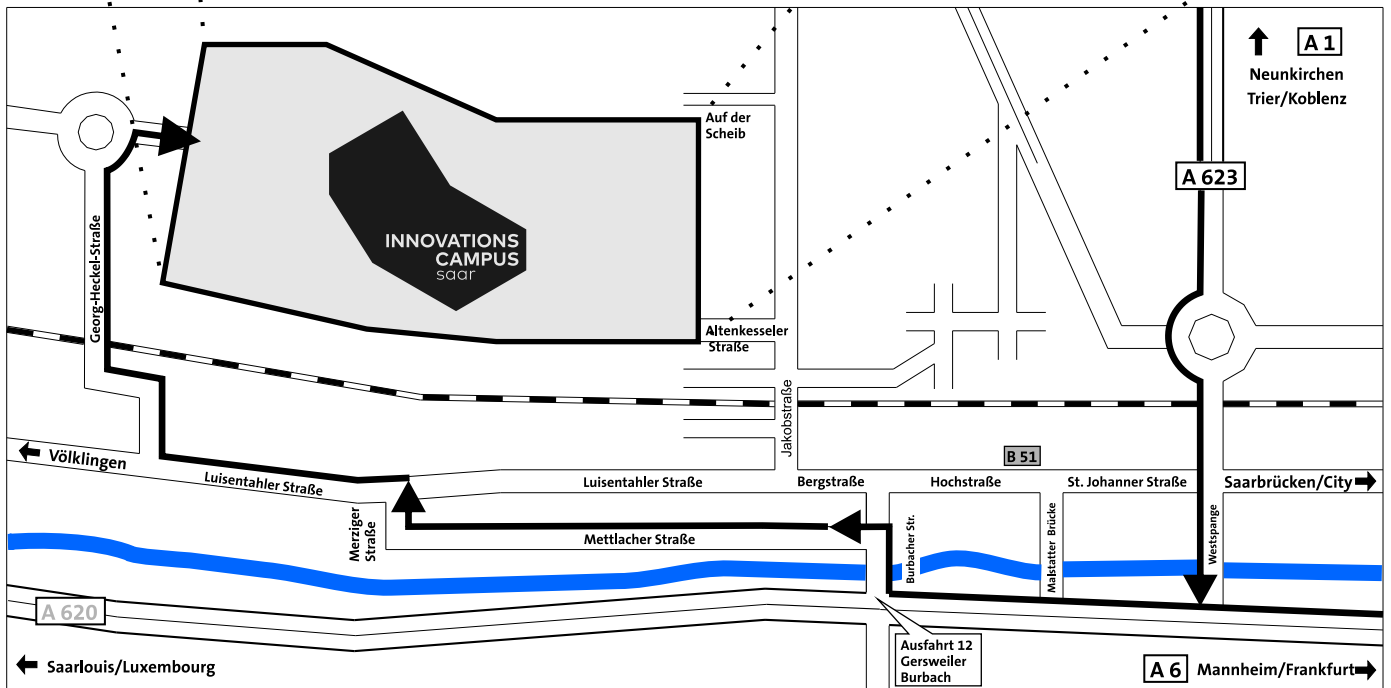 A 1
Neunkirchen
Trier/Koblenz
Auf der
Scheib
A 623
INNOVATIONS
CAMPUS
saar
Georg-Heckel-Straße
Altenkesseler
Straße
Jakobstraße
Völklingen
B 51
Luisentahler Straße
Luisentahler Straße
Bergstraße
Hochstraße
St. Johanner Straße
Saarbrücken/City
Merziger
Straße
Mettlacher Straße
Burbacher Str.
Malstatter Brücke
Westspange
A 620
Ausfahrt 12
Gersweiler
Burbach
Saarlouis/Luxembourg
A 6
Mannheim/Frankfurt